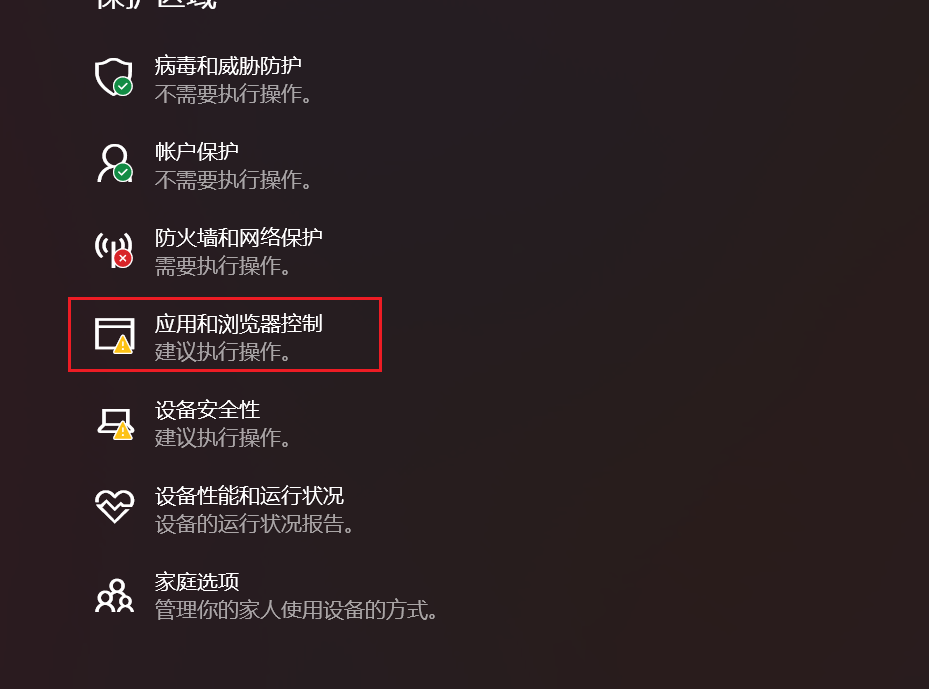 保护区域
病毒和威胁防护
不需要执行操作。
帐户保护
不需要执行操作。
防火墙和网络保护
需要执行操作。
应用和浏览器控制
建议执行操作。
设备安全性
建议执行操作。
设备性能和运行状况
设备的运行状况报告。
家庭选项
管理你的家人使用设备的方式。